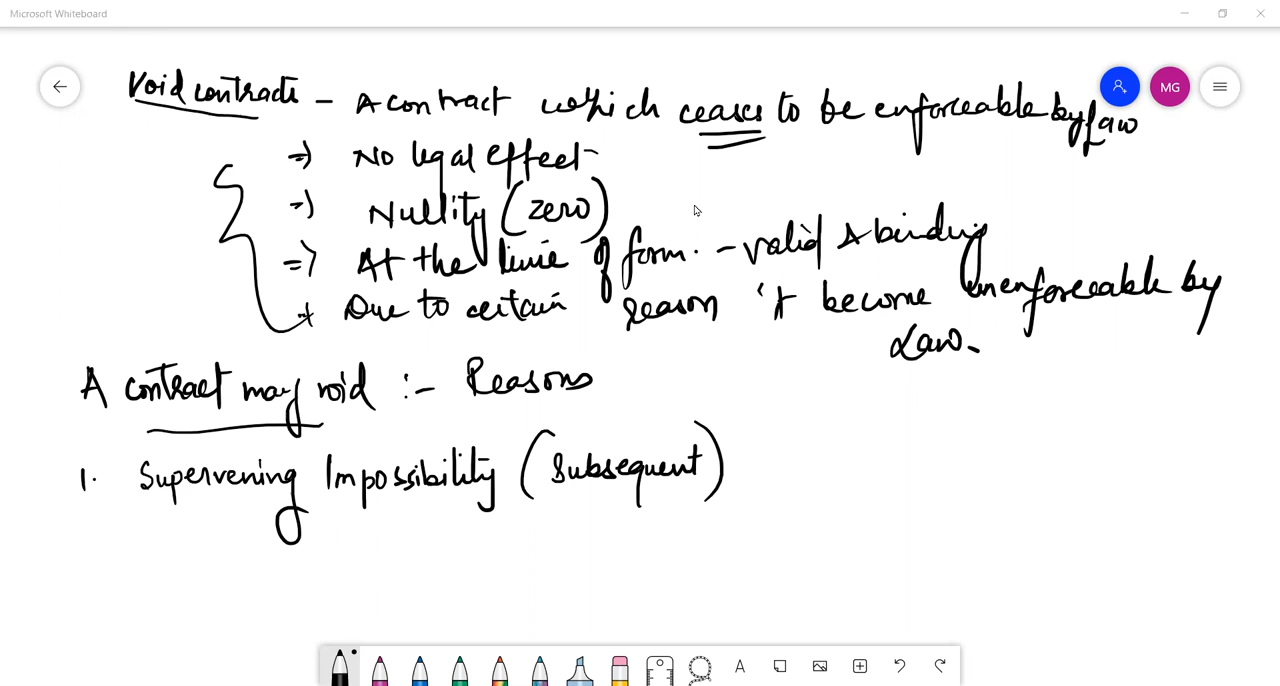 Microsoft Whiteboard
MG
Void contracts - A contract which ceases to be enforceable by Law
=> No legal effect
=> Nullity (zero)
=> At the time of form. - valid & binding
+ Due to certain reason it become unenforceable by
Law.
A contract may void :- Reasons
1. Supervening Impossibility (Subsequent)
A